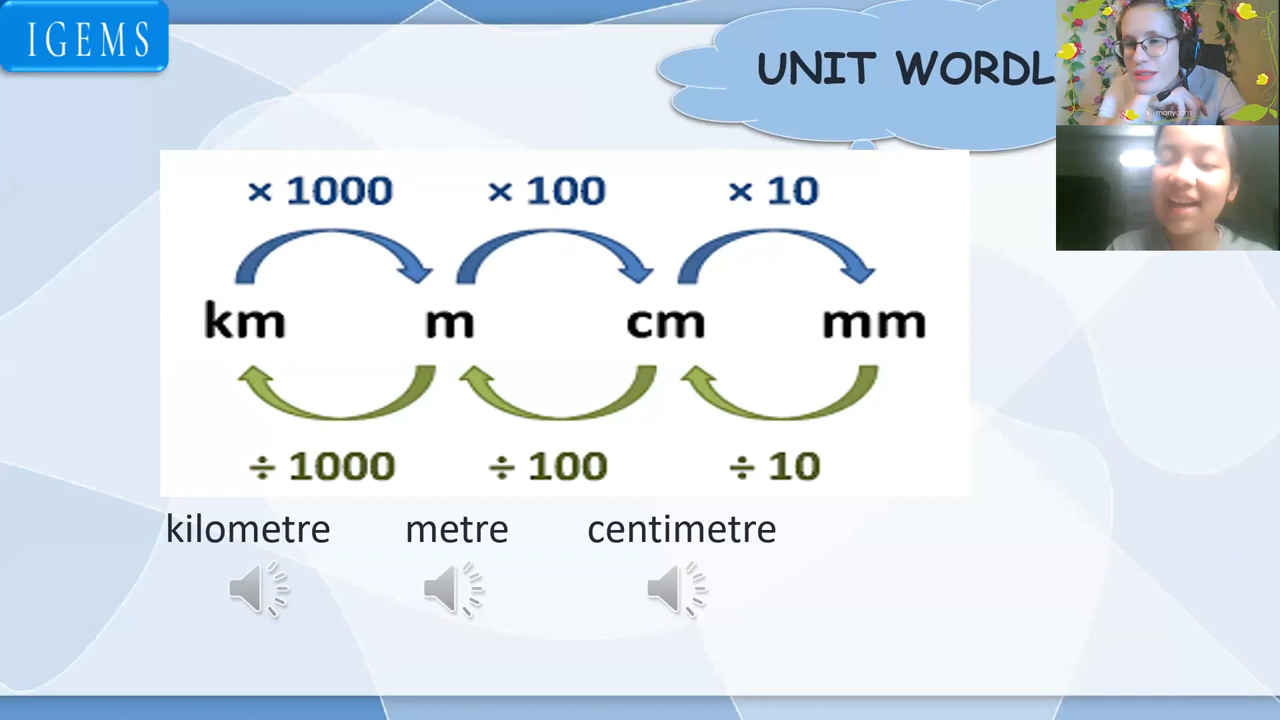 IGEMS
UNIT WORDL
× 1000 × 100 × 10
km m cm mm
÷ 1000 ÷ 100 ÷ 10
kilometre metre centimetre